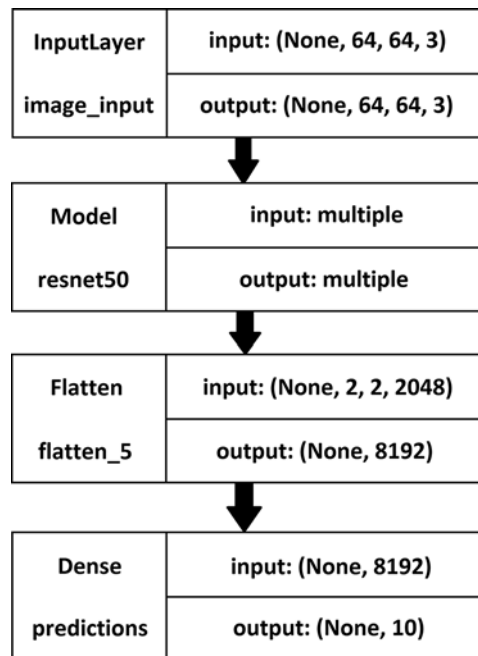 InputLayer
image_input
input: (None, 64, 64, 3)
output: (None, 64, 64, 3)
Model
resnet50
input: multiple
output: multiple
Flatten
flatten_5
input: (None, 2, 2, 2048)
output: (None, 8192)
Dense
predictions
input: (None, 8192)
output: (None, 10)